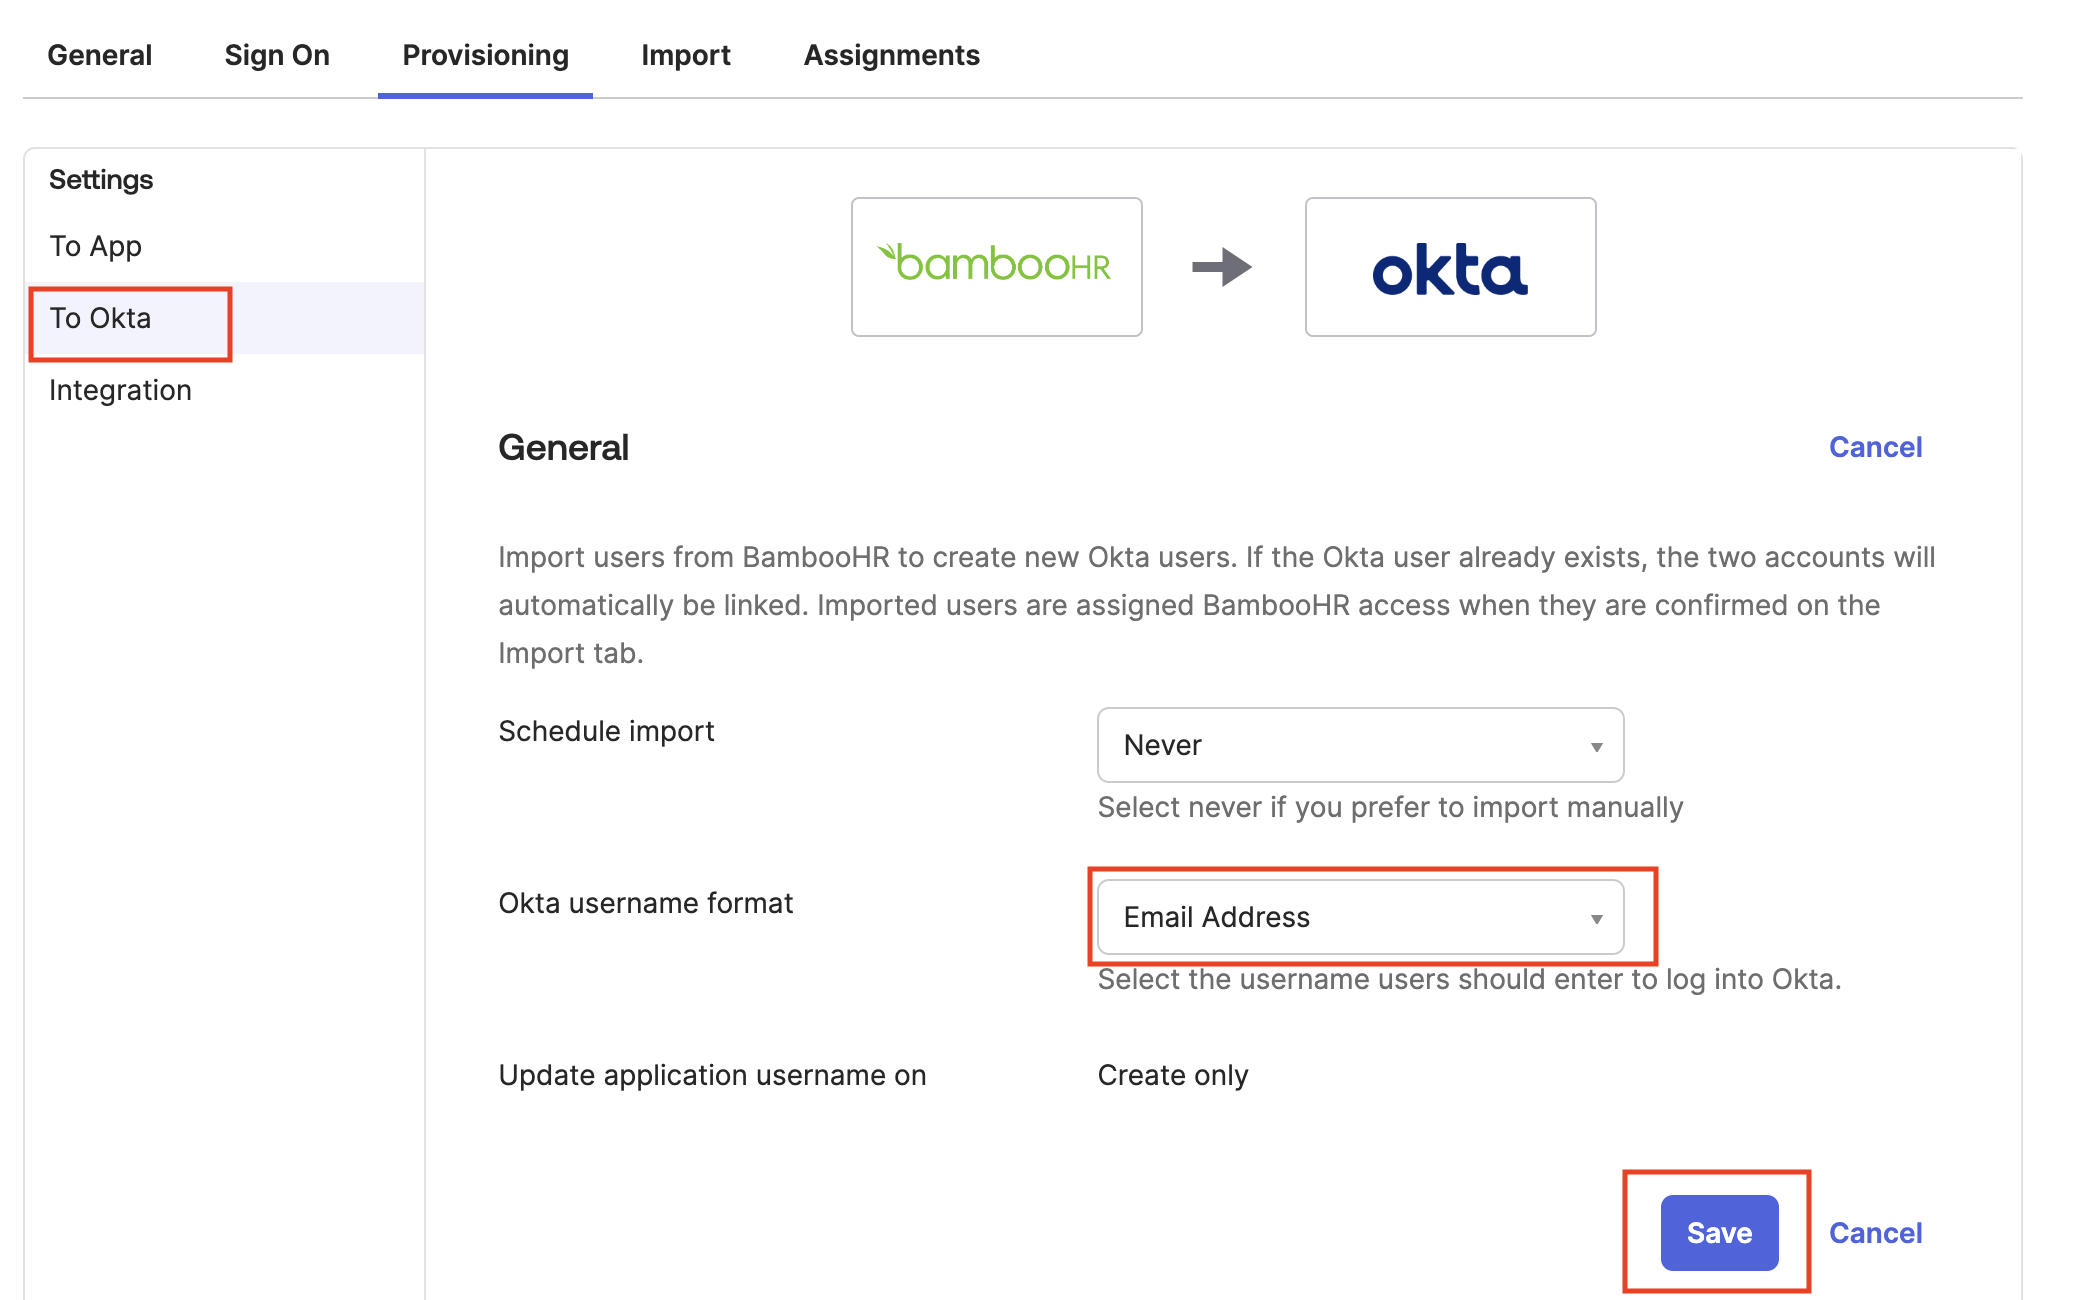 General Sign On Provisioning Import Assignments
Settings
To App
To Okta
Integration
bambooHR
okta
General Cancel
Import users from BambooHR to create new Okta users. If the Okta user already exists, the two accounts will
automatically be linked. Imported users are assigned BambooHR access when they are confirmed on the
Import tab.
Schedule import Never
Select never if you prefer to import manually
Okta username format Email Address
Select the username users should enter to log into Okta.
Update application username on Create only
Save Cancel